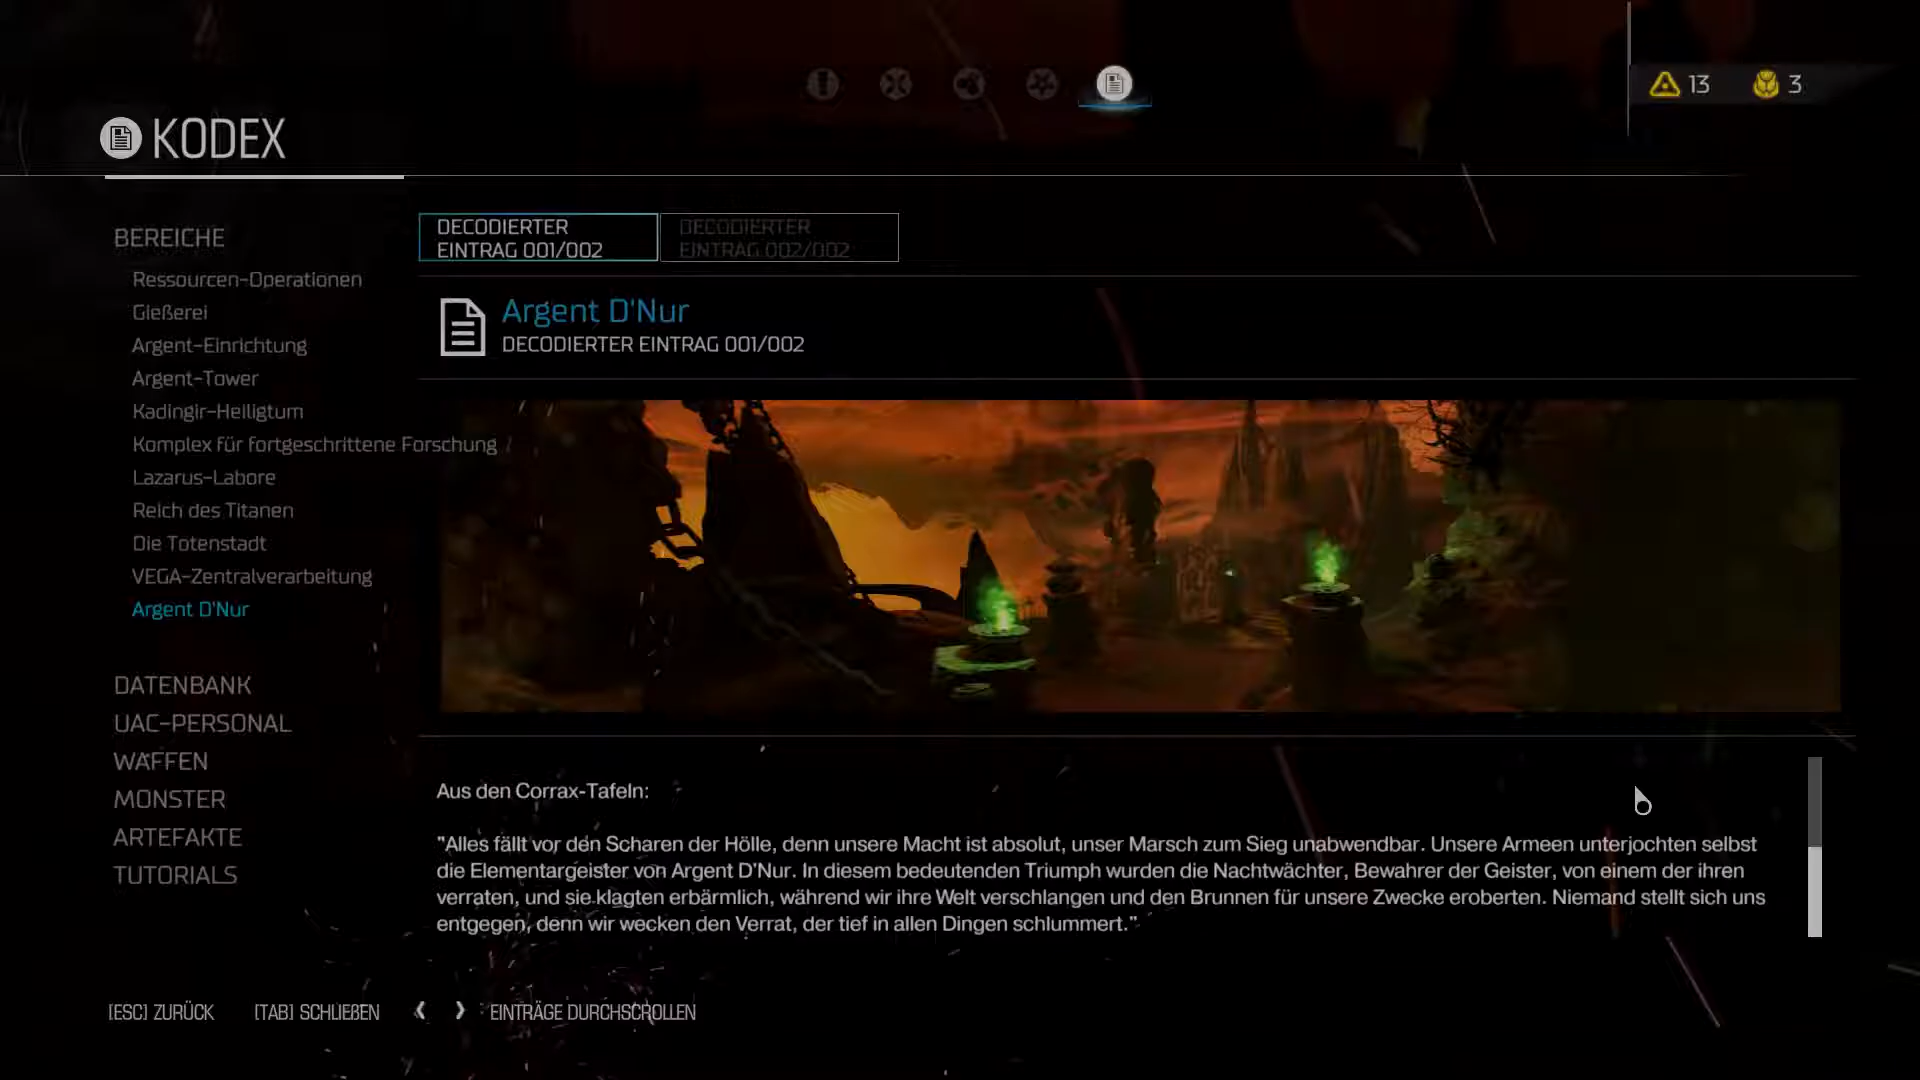 13
3
KODEX
BEREICHE
Ressourcen-Operationen
Gießerei
Argent-Einrichtung
Argent-Tower
Kadingir-Heiligtum
Komplex für fortgeschrittene Forschung
Lazarus-Labore
Reich des Titanen
Die Totenstadt
VEGA-Zentralverarbeitung
Argent D'Nur
DATENBANK
UAC-PERSONAL
WAFFEN
MONSTER
ARTEFAKTE
TUTORIALS
DECODIERTER
EINTRAG 001/002
DECODIERTER
EINTRAG 002/002
Argent D'Nur
DECODIERTER EINTRAG 001/002
Aus den Corrax-Tafeln:
"Alles fällt vor den Scharen der Hölle, denn unsere Macht ist absolut, unser Marsch zum Sieg unabwendbar. Unsere Armeen unterjochten selbst
die Elementargeister von Argent D'Nur. In diesem bedeutenden Triumph wurden die Nachtwächter, Bewahrer der Geister, von einem der ihren
verraten, und sie klagten erbärmlich, während wir ihre Welt verschlangen und den Brunnen für unsere Zwecke eroberten. Niemand stellt sich uns
entgegen, denn wir wecken den Verrat, der tief in allen Dingen schlummert."
[ESC] ZURÜCK [TAB] SCHLIEßEN EINTRÄGE DURCHSCROLLEN